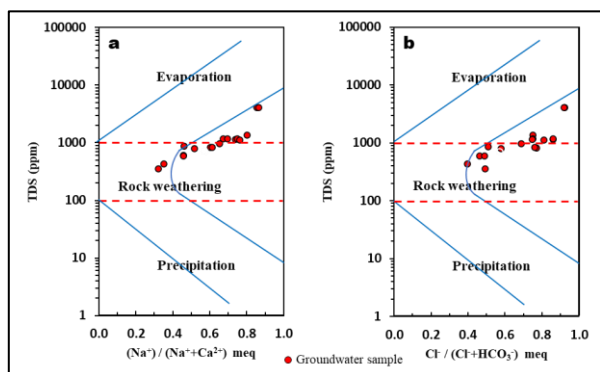 a
b
100000
10000
1000
100
10
1
TDS (ppm)
Evaporation
Rock weathering
Precipitation
0.0 0.2 0.4 0.6 0.8 1.0
(Na⁺) / (Na⁺+Ca²⁺) meq
100000
10000
1000
100
10
1
TDS (ppm)
Evaporation
Rock weathering
Precipitation
0.0 0.2 0.4 0.6 0.8 1.0
Cl⁻ / (Cl⁻+HCO₃⁻) meq
Groundwater sample